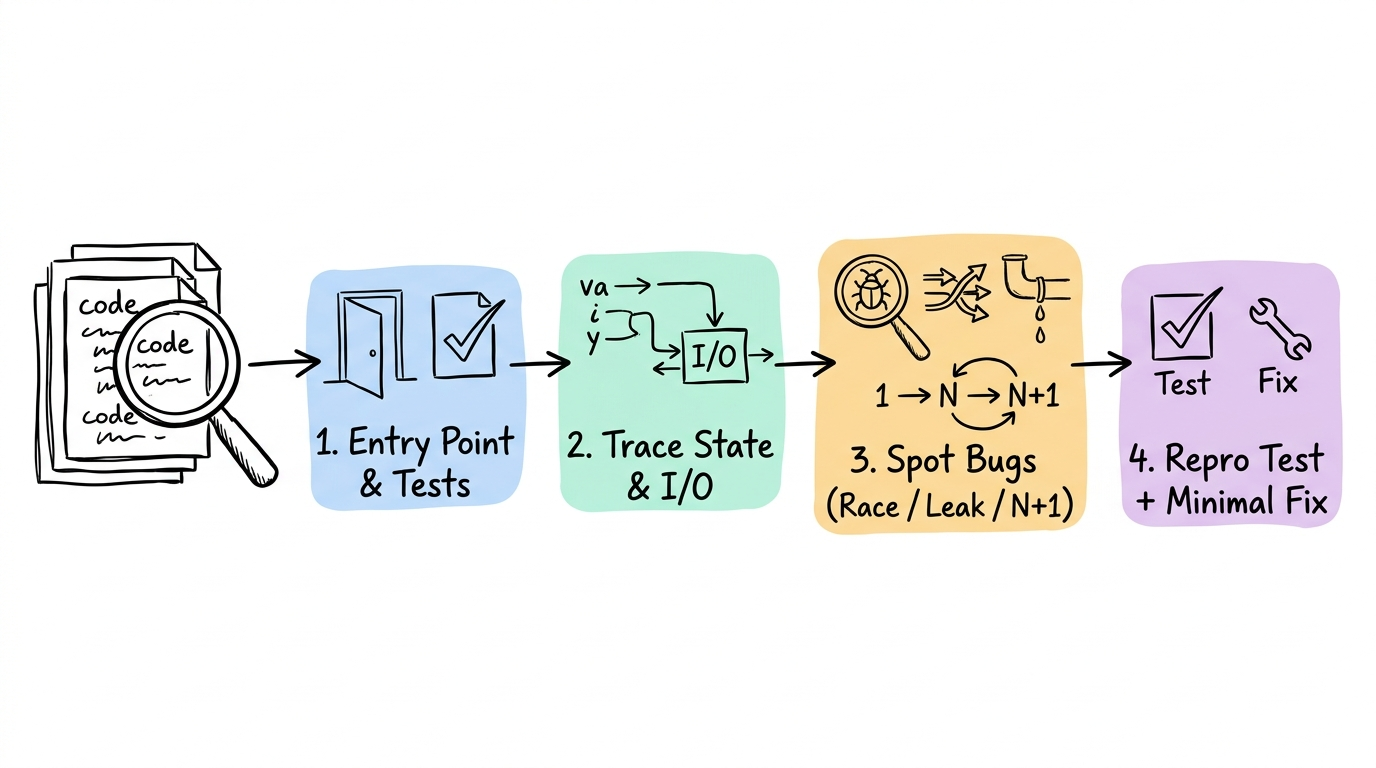 code
code
code
1. Entry Point
& Tests
va
i
y
I/O
2. Trace State
& I/O
1 → N → N+1
3. Spot Bugs
(Race / Leak / N+1)
Test
Fix
4. Repro Test
+ Minimal Fix